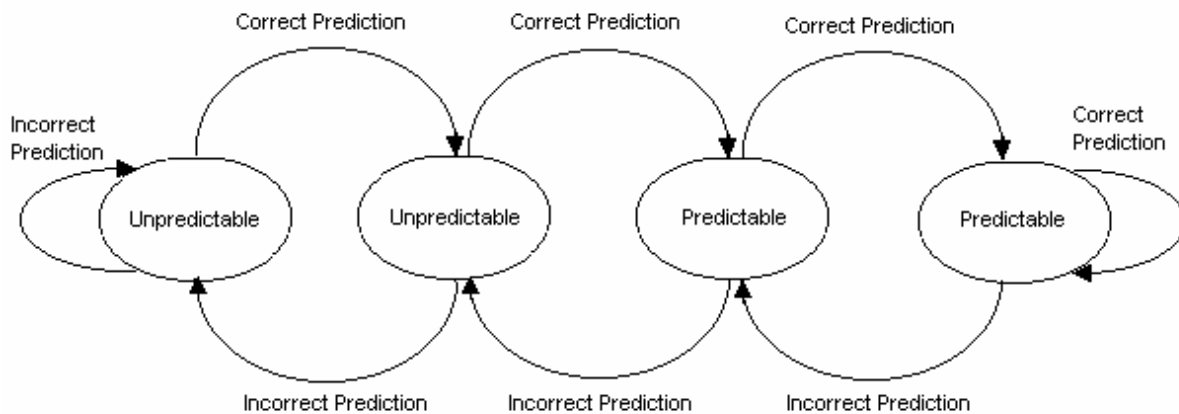 Correct Prediction
Correct Prediction
Correct Prediction
Incorrect
Prediction
Correct
Prediction
Unpredictable
Unpredictable
Predictable
Predictable
Incorrect Prediction
Incorrect Prediction
Incorrect Prediction